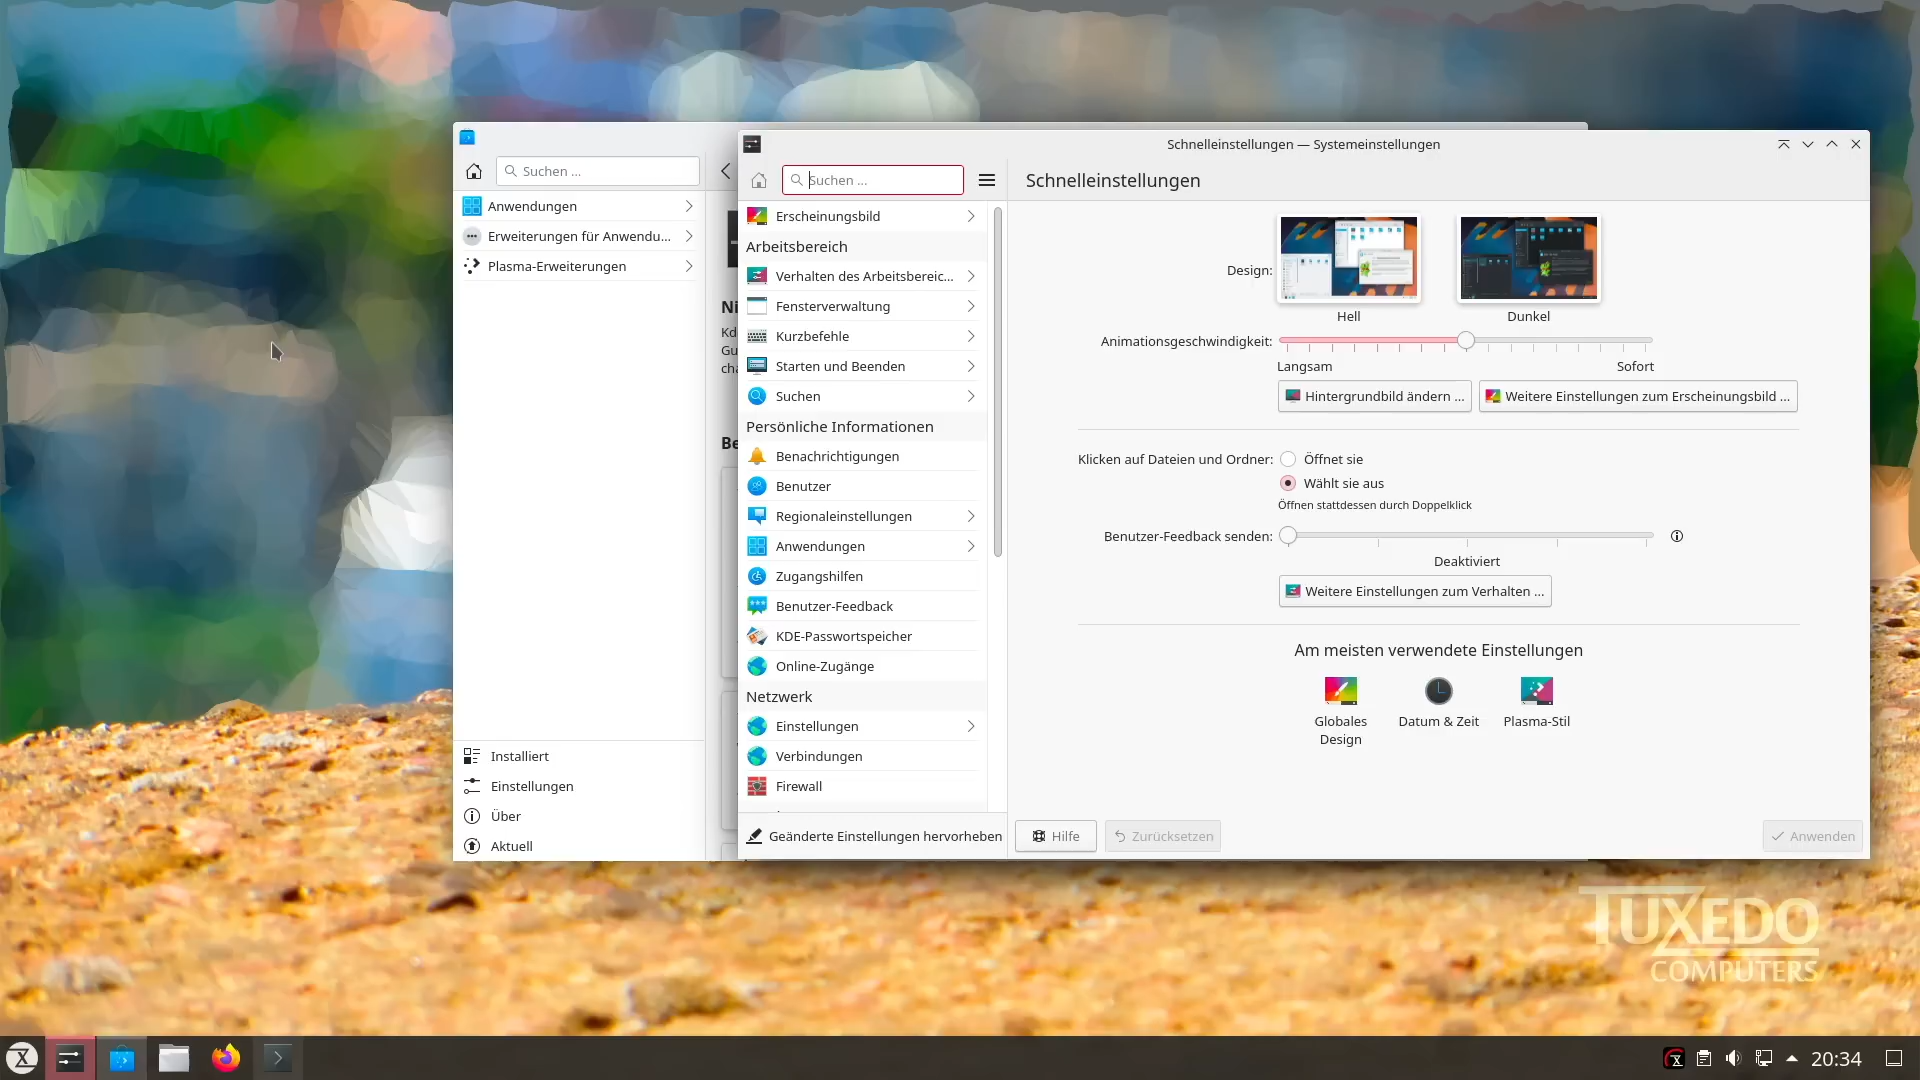 Suchen ...
Anwendungen
Erweiterungen für Anwendu...
Plasma-Erweiterungen
Installiert
Einstellungen
Über
Aktuell
Schnelleinstellungen — Systemeinstellungen
Suchen ...
Schnelleinstellungen
Erscheinungsbild
Arbeitsbereich
Verhalten des Arbeitsbereic...
Fensterverwaltung
Kurzbefehle
Starten und Beenden
Suchen
Persönliche Informationen
Benachrichtigungen
Benutzer
Regionaleinstellungen
Anwendungen
Zugangshilfen
Benutzer-Feedback
KDE-Passwortspeicher
Online-Zugänge
Netzwerk
Einstellungen
Verbindungen
Firewall
Geänderte Einstellungen hervorheben
Design:
Hell Dunkel
Animationsgeschwindigkeit:
Langsam Sofort
Hintergrundbild ändern ... Weitere Einstellungen zum Erscheinungsbild ...
Klicken auf Dateien und Ordner: Öffnet sie
Wählt sie aus
Öffnen stattdessen durch Doppelklick
Benutzer-Feedback senden:
Deaktiviert
Weitere Einstellungen zum Verhalten ...
Am meisten verwendete Einstellungen
Globales Design
Datum & Zeit
Plasma-Stil
Hilfe Zurücksetzen Anwenden
TUXEDO
COMPUTERS
20:34